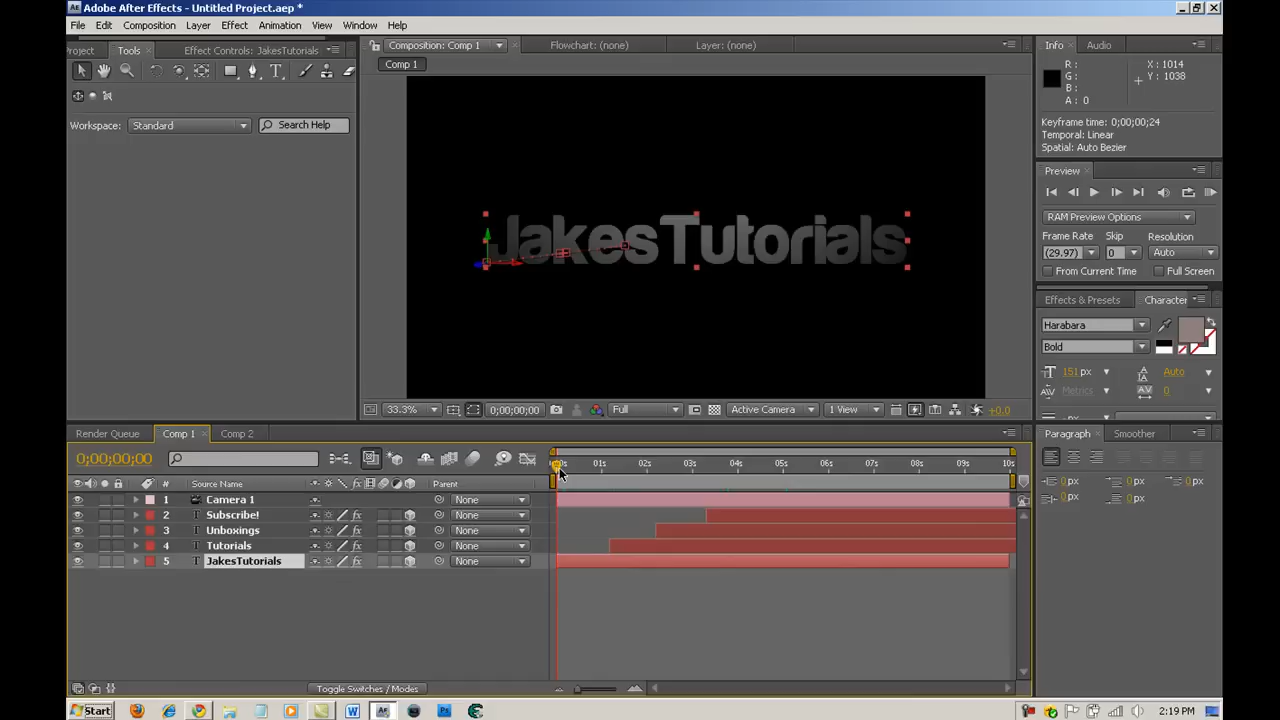 Adobe After Effects - Untitled Project.aep *
File Edit Composition Layer Effect Animation View Window Help
Project Tools Effect Controls: JakesTutorials
Composition: Comp 1 Flowchart: (none) Layer: (none)
Info Audio
Comp 1
R :
G :
B :
A : 0
X : 1014
Y : 1038
Workspace: Standard Search Help
Keyframe time: 0;00;00;24
Temporal: Linear
Spatial: Auto Bezier
Preview
RAM Preview Options
Frame Rate Skip Resolution
(29.97) 0 Auto
From Current Time Full Screen
JakesTutorials
Effects & Presets Character
Harabara
Bold
151 px Auto
Metrics 0
33.3% 0;00;00;00 Full Active Camera 1 View +0.0
Render Queue Comp 1 Comp 2
Paragraph Smoother
0;00;00;00
01s 02s 03s 04s 05s 06s 07s 08s 09s 10s
# Source Name Parent
0 px 0 px 0 px
0 px 0 px
1 Camera 1 None
2 Subscribe! None
3 Unboxings None
4 Tutorials None
5 JakesTutorials None
Toggle Switches / Modes
Start 2:19 PM